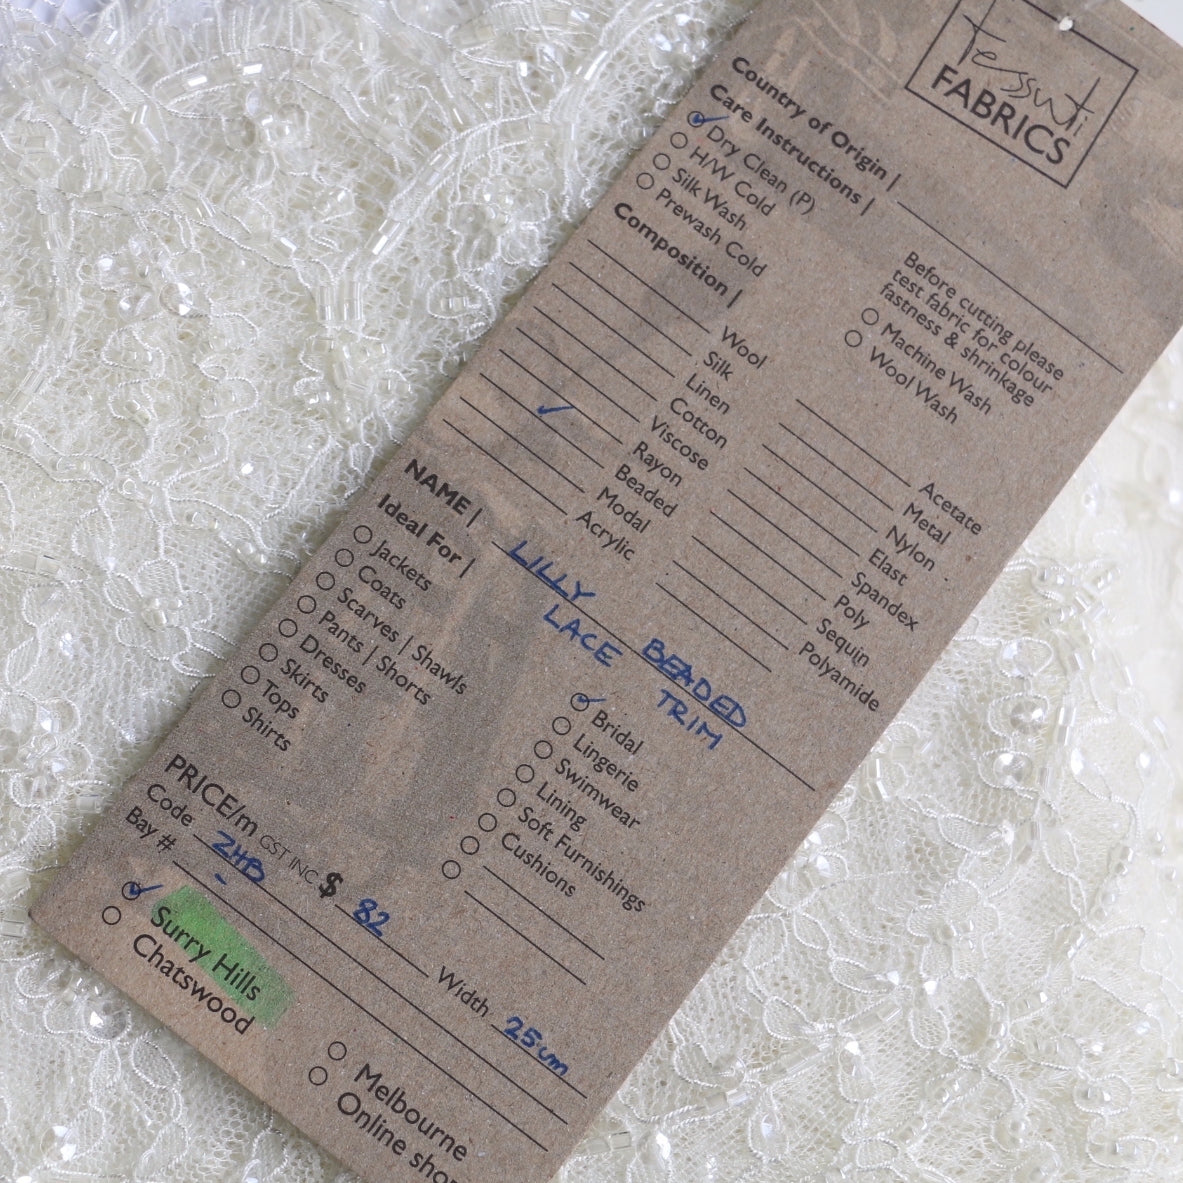 Tessuti
FABRICS
Country of Origin |
Care Instructions |
Dry Clean (P)
H/W Cold
Silk Wash
Prewash Cold
Before cutting please
test fabric for colour
fastness & shrinkage
Machine Wash
Wool Wash
Composition |
Wool
Silk
Linen
Cotton
Viscose
Rayon
Beaded
Modal
Acrylic
Acetate
Metal
Nylon
Elast
Spandex
Poly
Sequin
Polyamide
NAME | LILLY BEADED
LACE TRIM
Ideal For |
Jackets
Coats
Scarves | Shawls
Pants | Shorts
Dresses
Skirts
Tops
Shirts
Bridal
Lingerie
Swimwear
Lining
Soft Furnishings
Cushions
PRICE/m GST INC $ 82 Width 25cm
Code ZHB
Bay # -
Surry Hills
Chatswood
Melbourne
Online